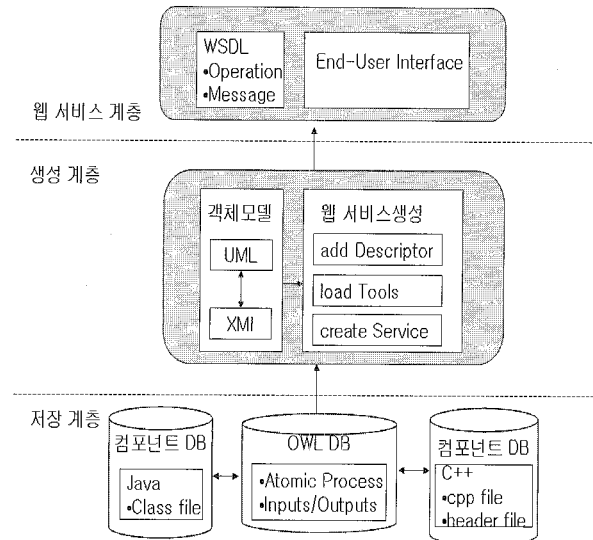 WSDL
•Operation
•Message
End-User Interface
웹 서비스 계층
생성 계층
객체모델
UML
XMI
웹 서비스생성
add Descriptor
load Tools
create Service
저장 계층
컴포넌트 DB
Java
•Class file
OWL DB
•Atomic Process
•Inputs/Outputs
컴포넌트 DB
C++
•cpp file
•header file